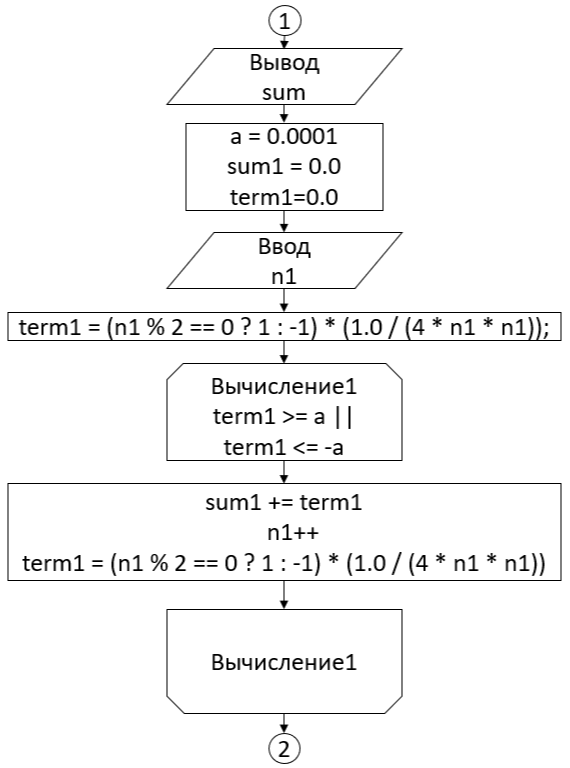 1
Вывод
sum
a = 0.0001
sum1 = 0.0
term1=0.0
Ввод
n1
term1 = (n1 % 2 == 0 ? 1 : -1) * (1.0 / (4 * n1 * n1));
Вычисление1
term1 >= a ||
term1 <= -a
sum1 += term1
n1++
term1 = (n1 % 2 == 0 ? 1 : -1) * (1.0 / (4 * n1 * n1))
Вычисление1
2